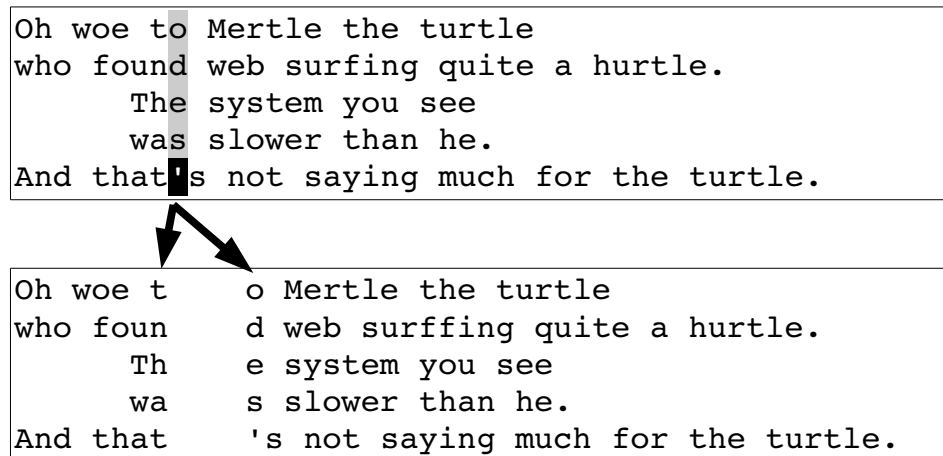 Oh woe to Mertle the turtle
who found web surfing quite a hurtle.
      The system you see
      was slower than he.
And that's not saying much for the turtle.
Oh woe t    o Mertle the turtle
who foun    d web surffing quite a hurtle.
      Th    e system you see
      wa    s slower than he.
And that    's not saying much for the turtle.